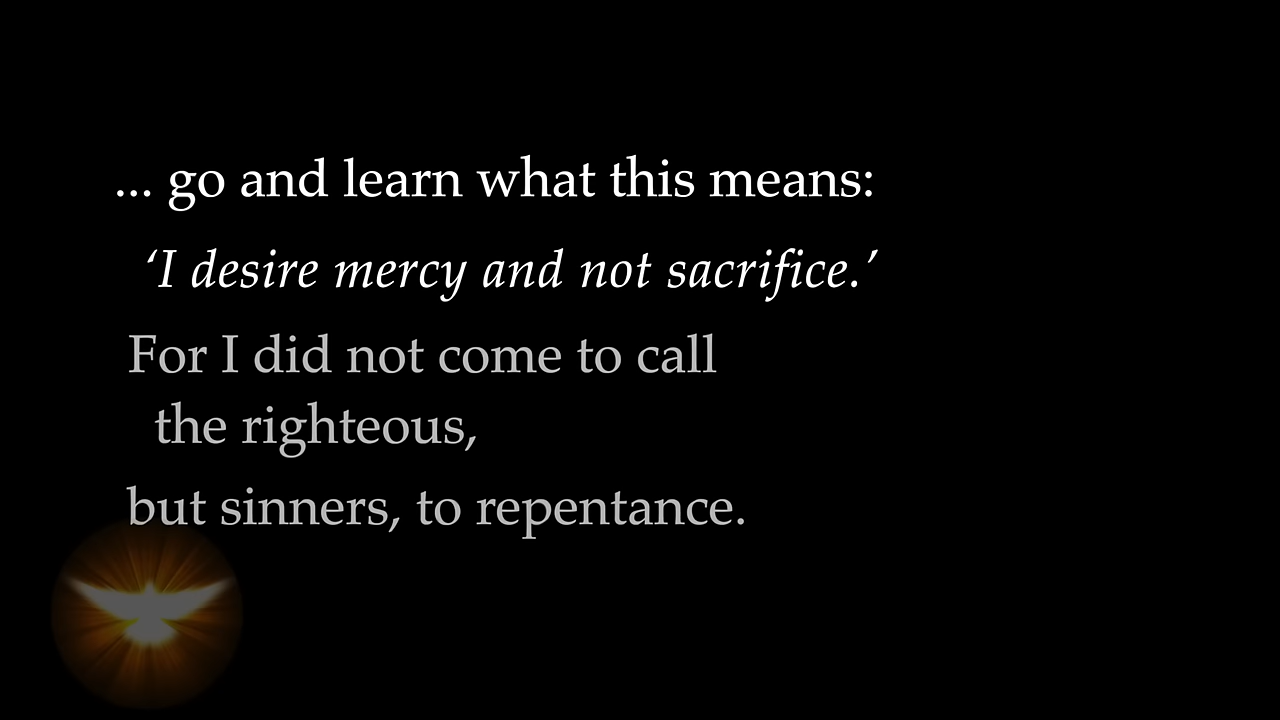 ... go and learn what this means:
‘I desire mercy and not sacrifice.’
For I did not come to call
the righteous,
but sinners, to repentance.